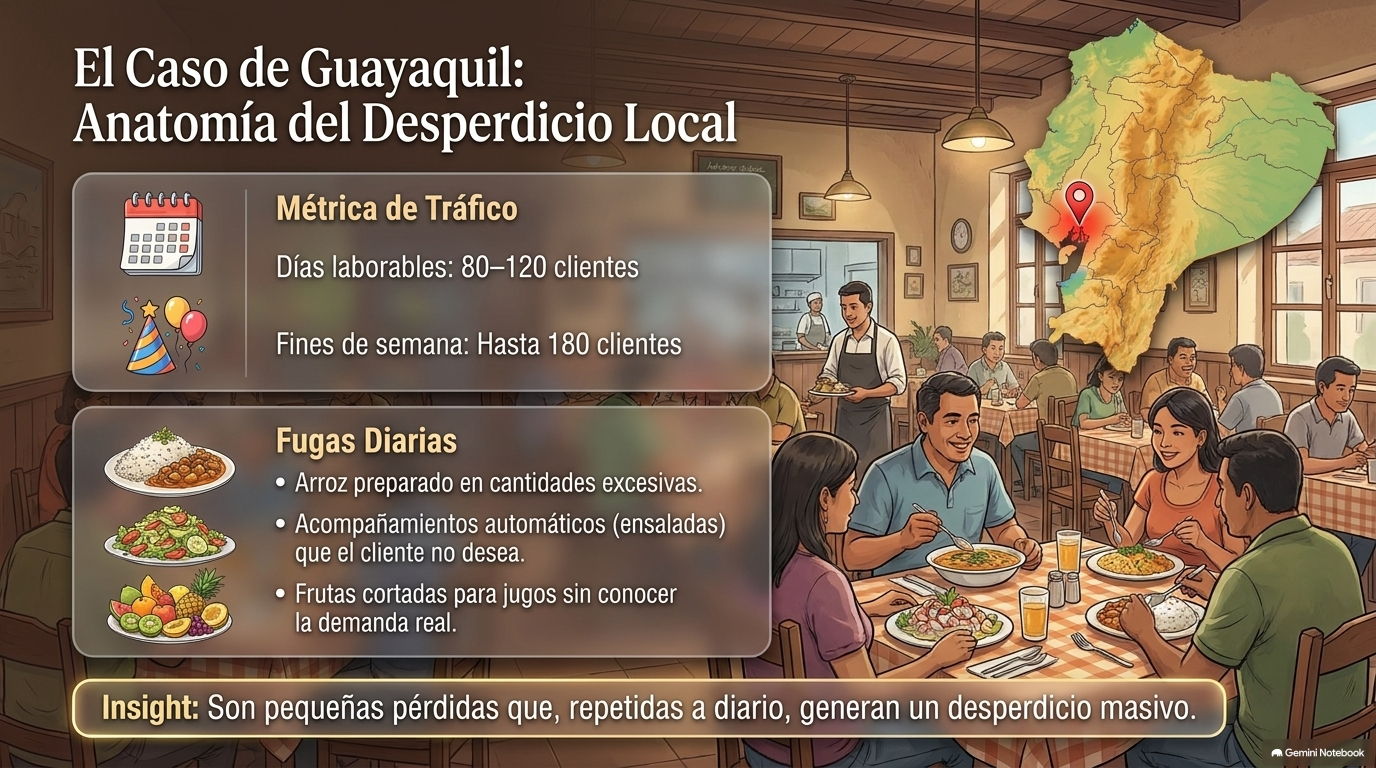 El Caso de Guayaquil:
Anatomía del Desperdicio Local
Métrica de Tráfico
Días laborables: 80–120 clientes
Fines de semana: Hasta 180 clientes
Fugas Diarias
• Arroz preparado en cantidades excesivas.
• Acompañamientos automáticos (ensaladas)
que el cliente no desea.
• Frutas cortadas para jugos sin conocer
la demanda real.
Insight: Son pequeñas pérdidas que, repetidas a diario, generan un desperdicio masivo.
Gemini Notebook